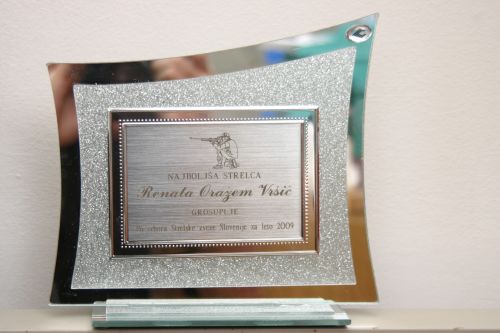 NAJBOLJŠA STRELCA
Renata Orazem Vršič
GROSUPLJE
Po izboru Strelske zveze Slovenije za leto 2009